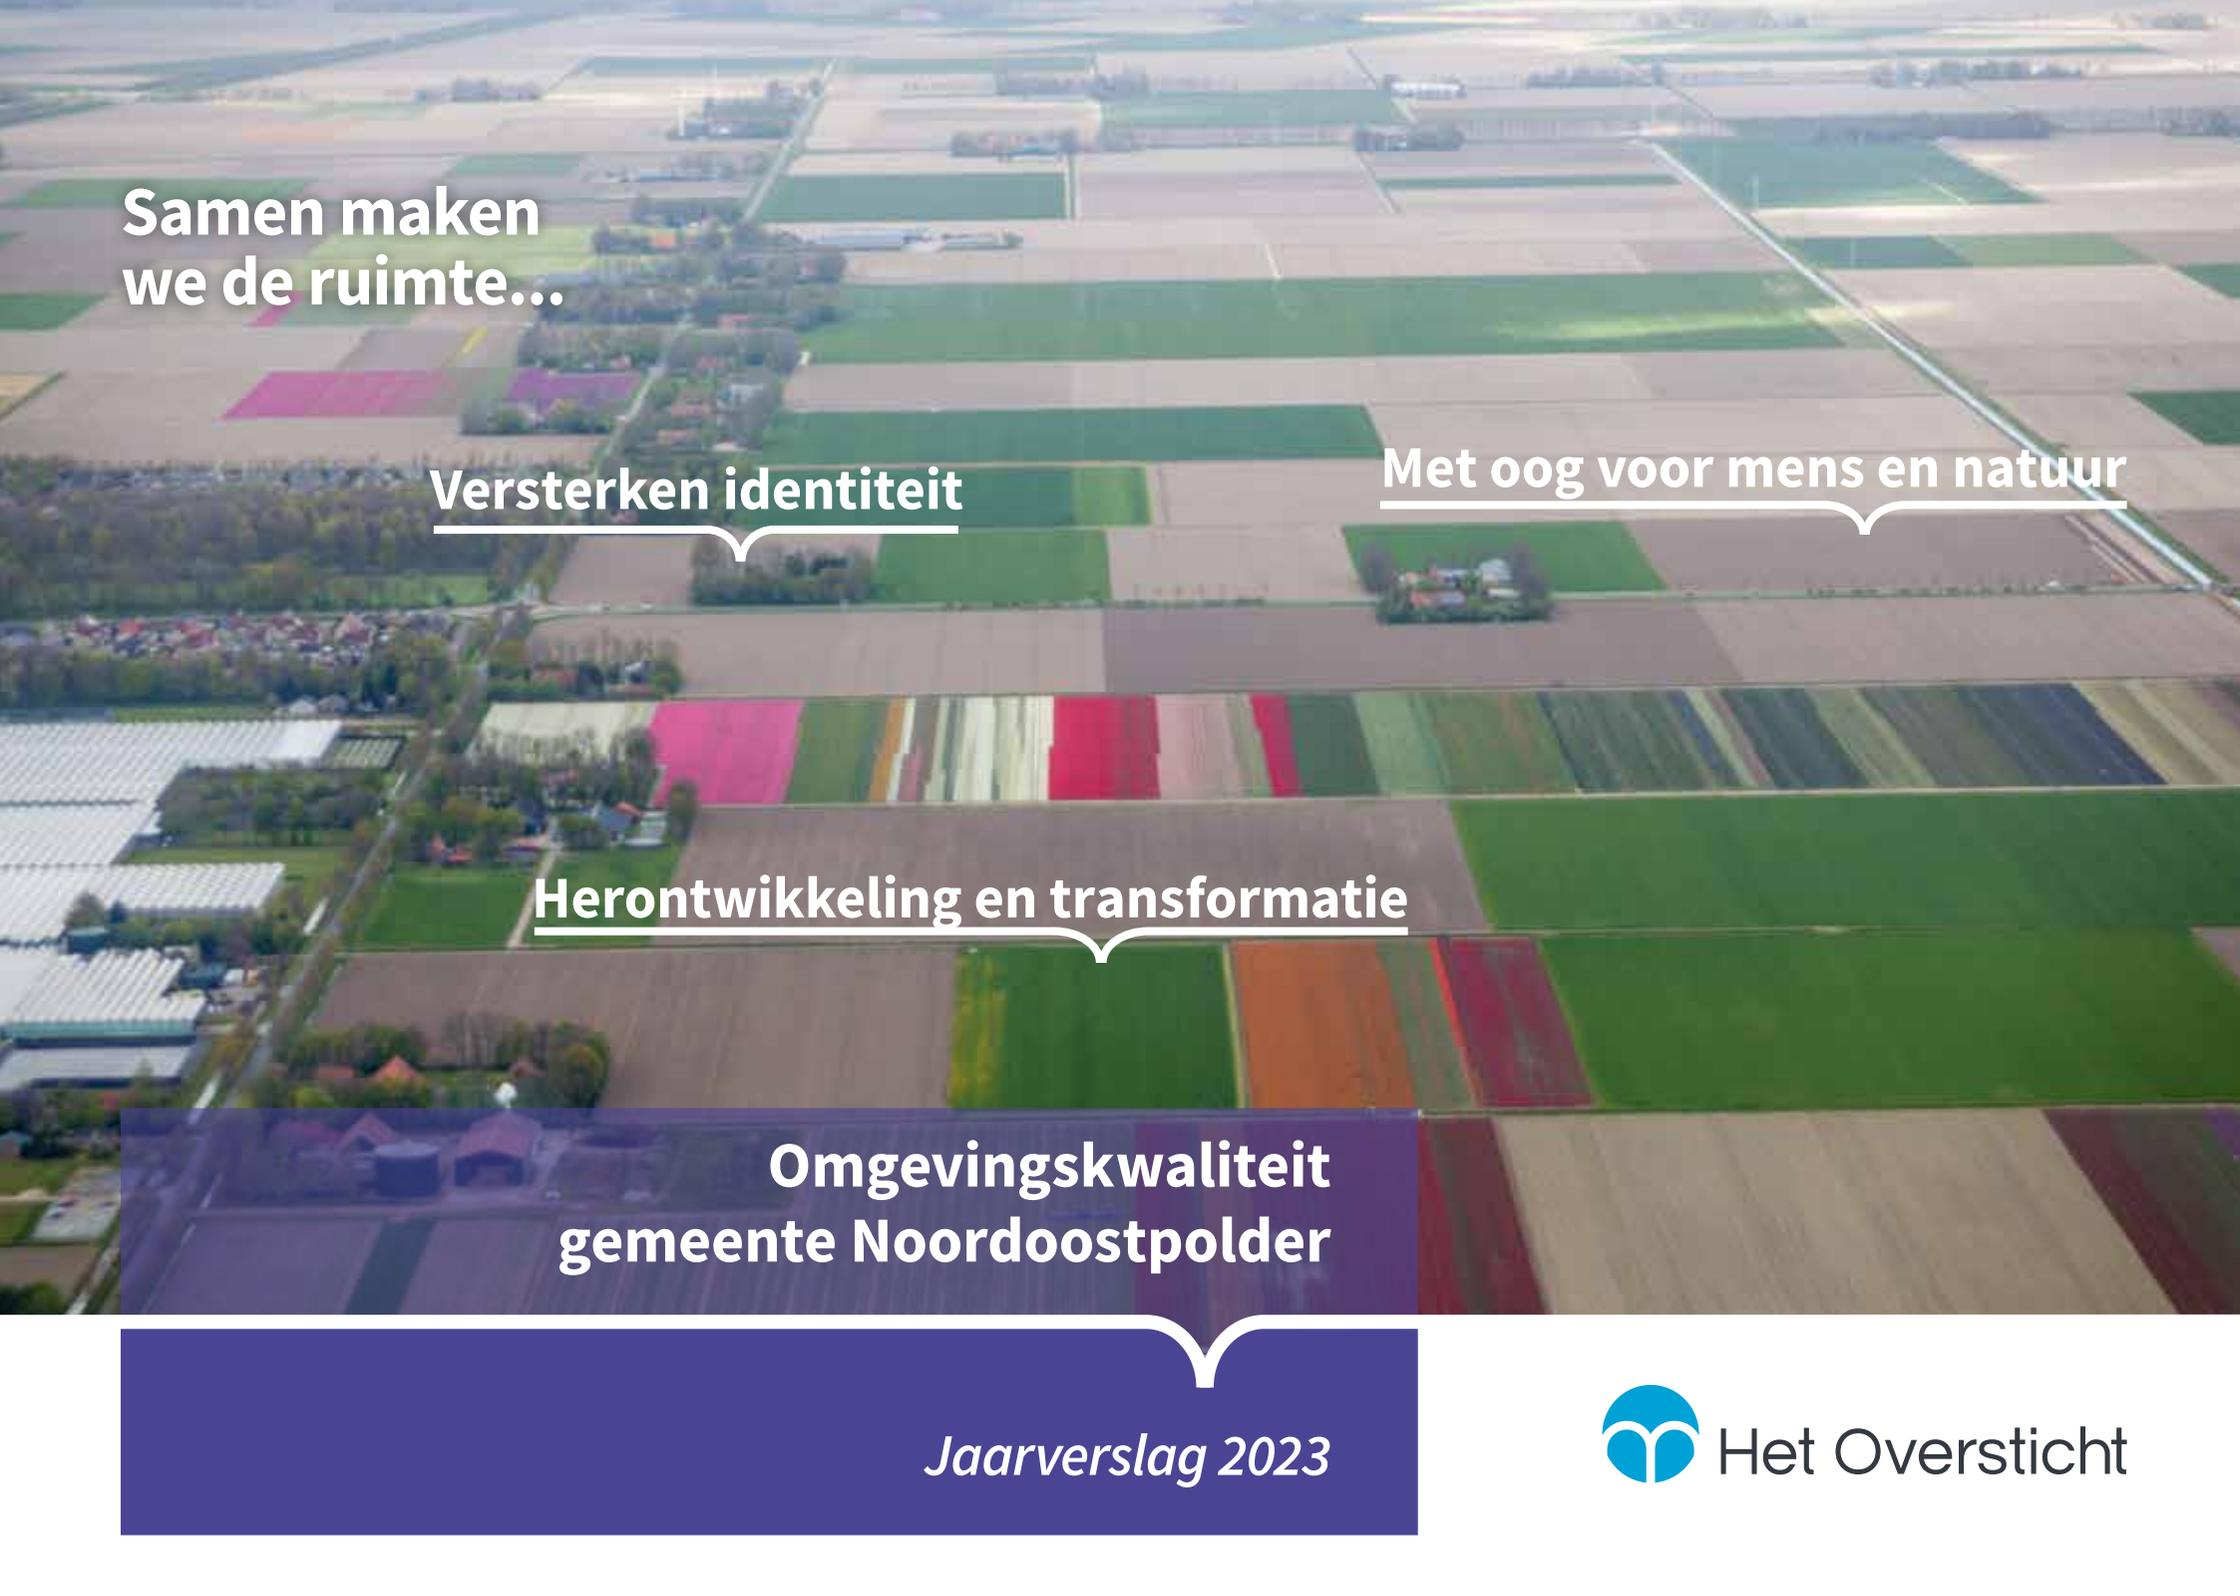 Samen maken
we de ruimte...
Versterken identiteit
Met oog voor mens en natuur
Herontwikkeling en transformatie
Omgevingskwaliteit
gemeente Noordoostpolder
Jaarverslag 2023
Het Oversticht